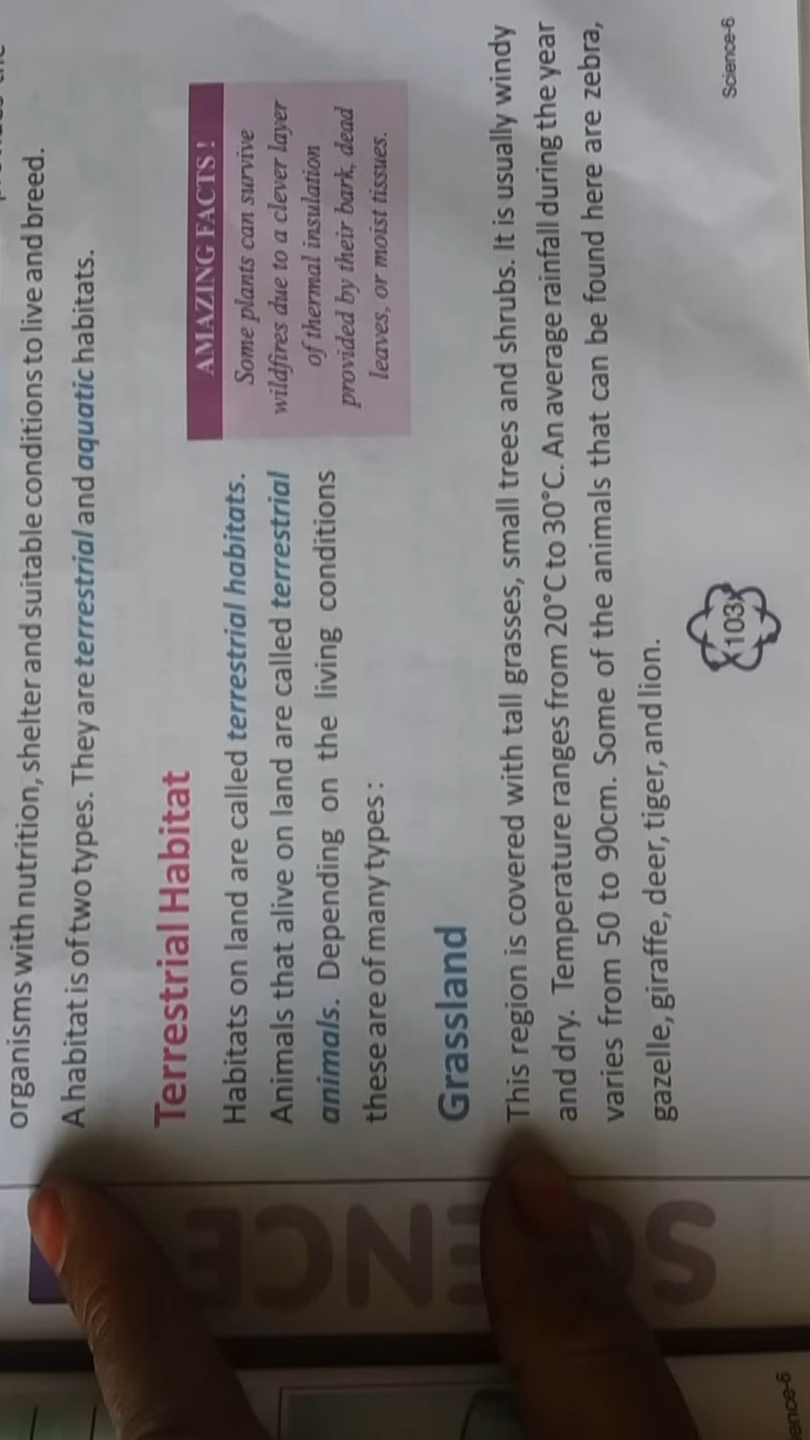 organisms with nutrition, shelter and suitable conditions to live and breed.
A habitat is of two types. They are terrestrial and aquatic habitats.
Terrestrial Habitat
Habitats on land are called terrestrial habitats.
Animals that alive on land are called terrestrial
animals. Depending on the living conditions
these are of many types:
AMAZING FACTS!
Some plants can survive
wildfires due to a clever layer
of thermal insulation
provided by their bark, dead
leaves, or moist tissues.
Grassland
This region is covered with tall grasses, small trees and shrubs. It is usually windy
and dry. Temperature ranges from 20°C to 30°C. An average rainfall during the year
varies from 50 to 90cm. Some of the animals that can be found here are zebra,
gazelle, giraffe, deer, tiger, and lion.
103
Science-6